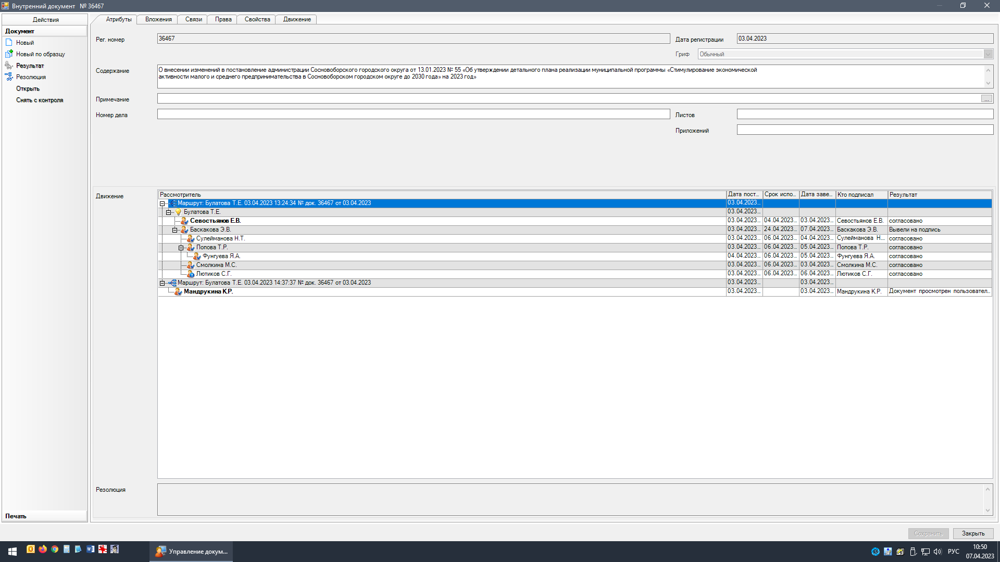 Внутренний документ № 36467
Действия
Документ
Новый
Новый по образцу
Результат
Резолюция
Открыть
Снять с контроля
Печать
Атрибуты Вложения Связи Права Свойства Движение
Рег. номер 36467 Дата регистрации 03.04.2023
Гриф Обычный
Содержание О внесении изменений в постановление администрации Сосновоборского городского округа от 13.01.2023 № 55 «Об утверждении детального плана реализации муниципальной программы «Стимулирование экономической
активности малого и среднего предпринимательства в Сосновоборском городском округе до 2030 года» на 2023 год»
Примечание ...
Номер дела Листов
Приложений
Движение
Рассмотритель Дата пост... Срок испо... Дата заве... Кто подписал Результат
Маршрут: Булатова Т.Е. 03.04.2023 13:24:34 № док. 36467 от 03.04.2023 03.04.2023...
Булатова Т.Е. 03.04.2023...
Севостьянов Е.В. 03.04.2023... 04.04.2023... 03.04.2023... Севостьянов Е.В. согласовано
Баскакова Э.В. 03.04.2023... 24.04.2023... 07.04.2023... Баскакова Э.В. Вывели на подпись
Сулейманова Н.Т. 03.04.2023... 06.04.2023... 04.04.2023... Сулейманова Н.... согласовано
Попова Т.Р. 03.04.2023... 06.04.2023... 05.04.2023... Попова Т.Р. согласовано
Фунгуева Я.А. 04.04.2023... 06.04.2023... 05.04.2023... Фунгуева Я.А. согласовано
Смолкина М.С. 03.04.2023... 06.04.2023... 03.04.2023... Смолкина М.С. согласовано
Лютиков С.Г. 03.04.2023... 06.04.2023... 06.04.2023... Лютиков С.Г. согласовано
Маршрут: Булатова Т.Е. 03.04.2023 14:37:37 № док. 36467 от 03.04.2023 03.04.2023... 03.04.2023...
Мандрукина К.Р. 03.04.2023... 03.04.2023... Мандрукина К.Р. Документ просмотрен пользовател...
Резолюция
Сохранить Закрыть
Управление докум...
РУС
10:50
07.04.2023